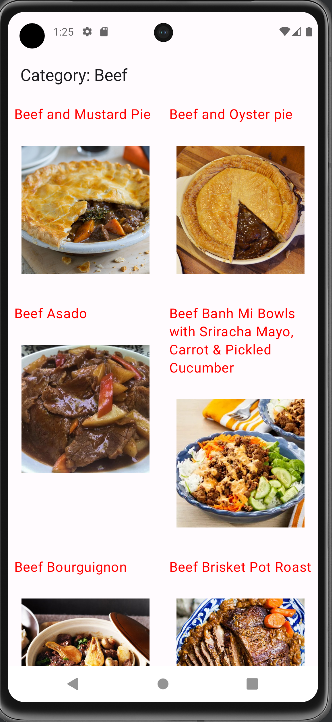 1:25
Category: Beef
Beef and Mustard Pie
Beef and Oyster pie
Beef Asado
Beef Banh Mi Bowls
with Sriracha Mayo,
Carrot & Pickled
Cucumber
Beef Bourguignon
Beef Brisket Pot Roast